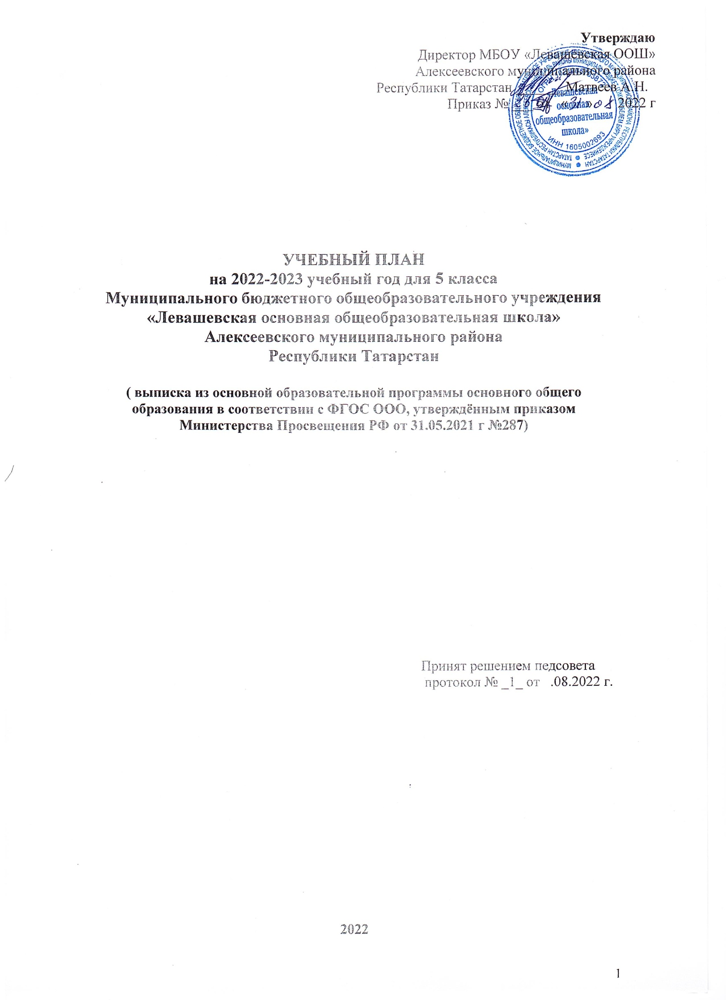 Утверждаю
Директор МБОУ «Левашевская ООШ»
Алексеевского муниципального района
Республики Татарстан Матвеев А.Н.
Приказ № «31» 08 2022 г
Левашевская
основная
общеобразовательная
школа»
ИНН 1605002693
УЧЕБНЫЙ ПЛАН
на 2022-2023 учебный год для 5 класса
Муниципального бюджетного общеобразовательного учреждения
«Левашевская основная общеобразовательная школа»
Алексеевского муниципального района
Республики Татарстан
( выписка из основной образовательной программы основного общего
образования в соответствии с ФГОС ООО, утверждённым приказом
Министерства Просвещения РФ от 31.05.2021 г №287)
Принят решением педсовета
протокол № _1_ от .08.2022 г.
2022
1